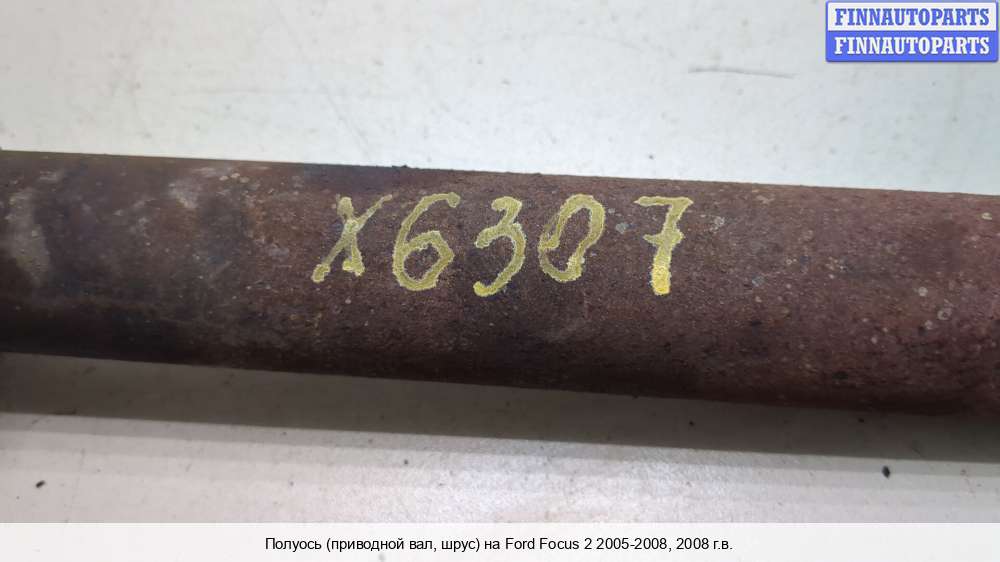 FINNAUTOPARTS
FINNAUTOPARTS
X6307
Полуось (приводной вал, шрус) на Ford Focus 2 2005-2008, 2008 г.в.